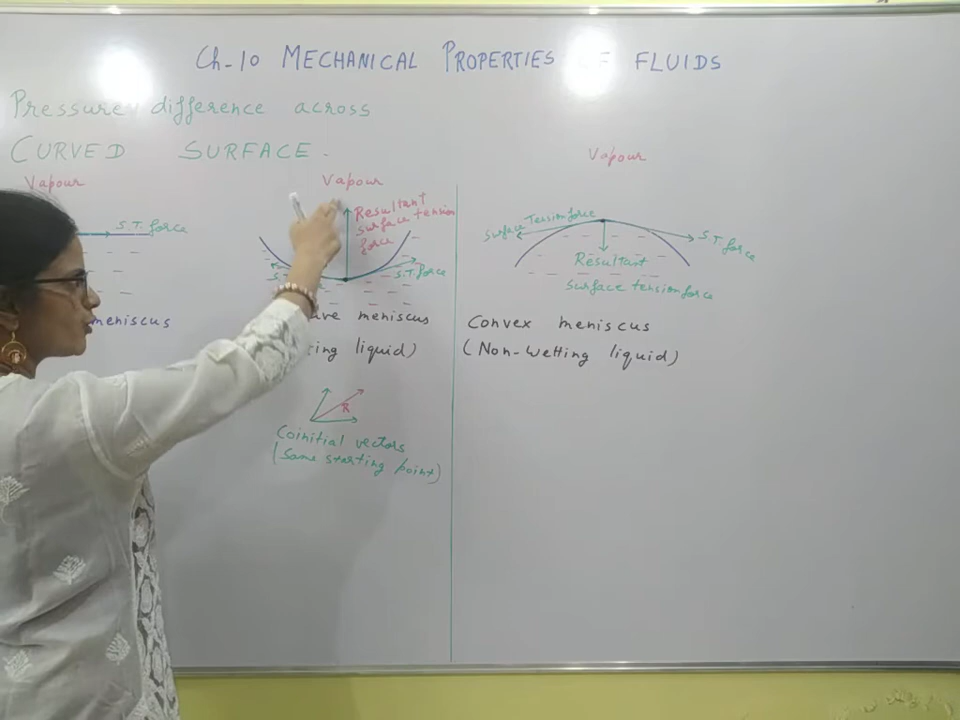 Ch-10 MECHANICAL PROPERTIES OF FLUIDS
Pressure difference across
CURVED SURFACE.
Vapour
S.T. force
meniscus
Vapour
Resultant
surface tension
force
S.T. force
meniscus
liquid)
R
Coinitial vectors
(Same starting point)
Vapour
Surface Tension force
S.T. force
Resultant
Surface tension force
Convex meniscus
(Non-Wetting liquid)